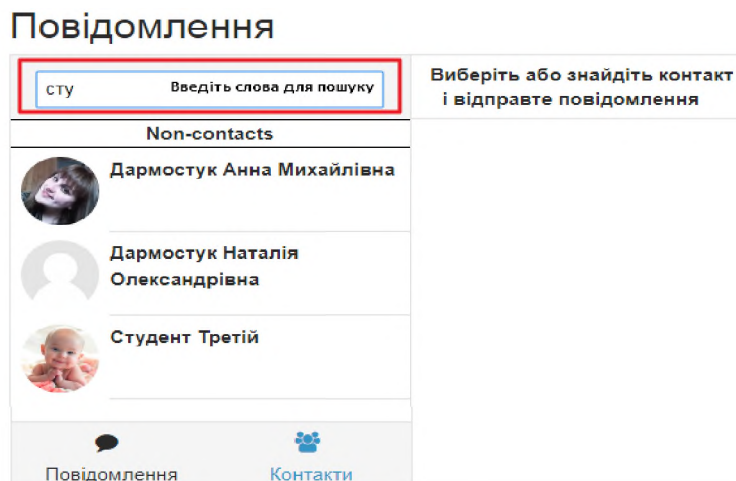 Повідомлення
сту
Введіть слова для пошуку
Виберіть або знайдіть контакт
і відправте повідомлення
Non-contacts
Дармостук Анна Михайлівна
Дармостук Наталія
Олександрівна
Студент Третій
Повідомлення
Контакти